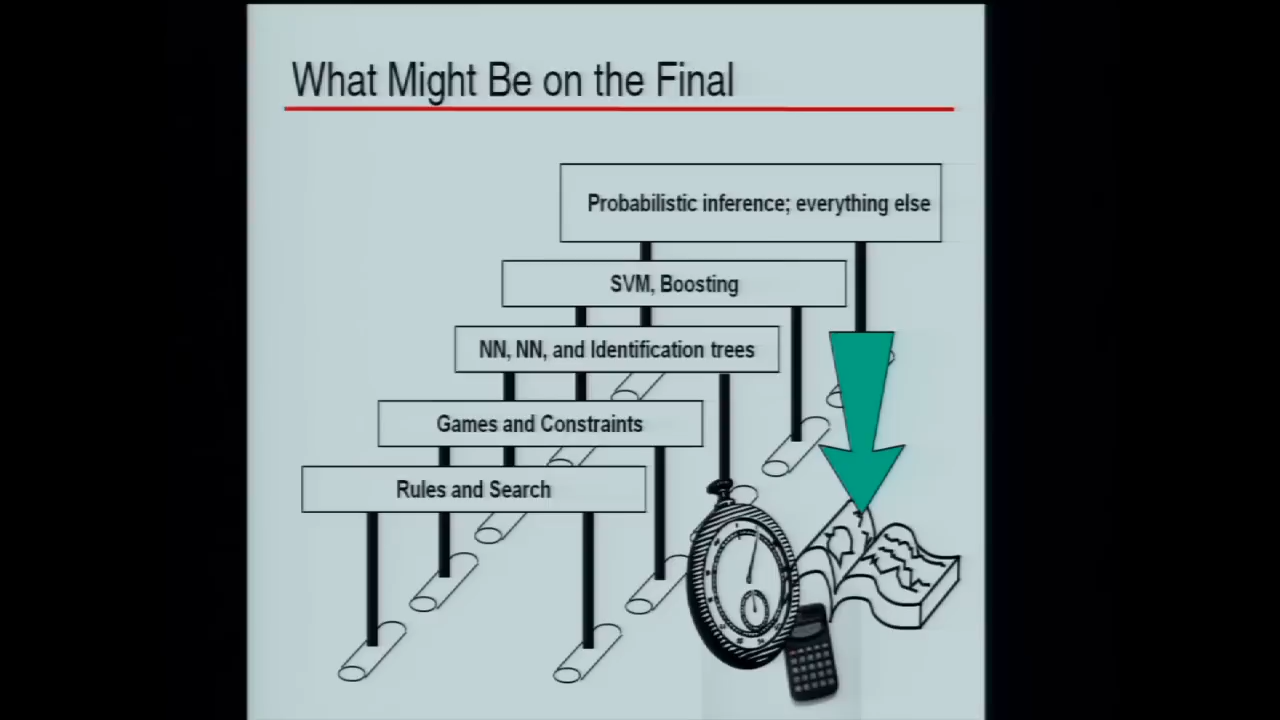 What Might Be on the Final
Probabilistic inference; everything else
SVM, Boosting
NN, NN, and Identification trees
Games and Constraints
Rules and Search